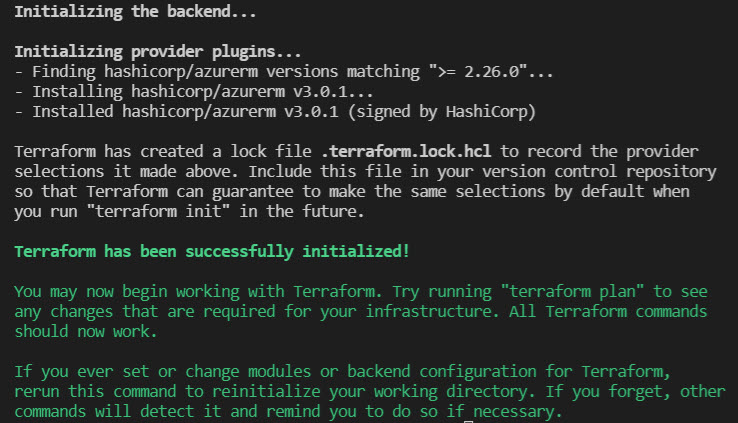 Initializing the backend...
Initializing provider plugins...
- Finding hashicorp/azurerm versions matching ">= 2.26.0"...
- Installing hashicorp/azurerm v3.0.1...
- Installed hashicorp/azurerm v3.0.1 (signed by HashiCorp)
Terraform has created a lock file .terraform.lock.hcl to record the provider
selections it made above. Include this file in your version control repository
so that Terraform can guarantee to make the same selections by default when
you run "terraform init" in the future.
Terraform has been successfully initialized!
You may now begin working with Terraform. Try running "terraform plan" to see
any changes that are required for your infrastructure. All Terraform commands
should now work.
If you ever set or change modules or backend configuration for Terraform,
rerun this command to reinitialize your working directory. If you forget, other
commands will detect it and remind you to do so if necessary.